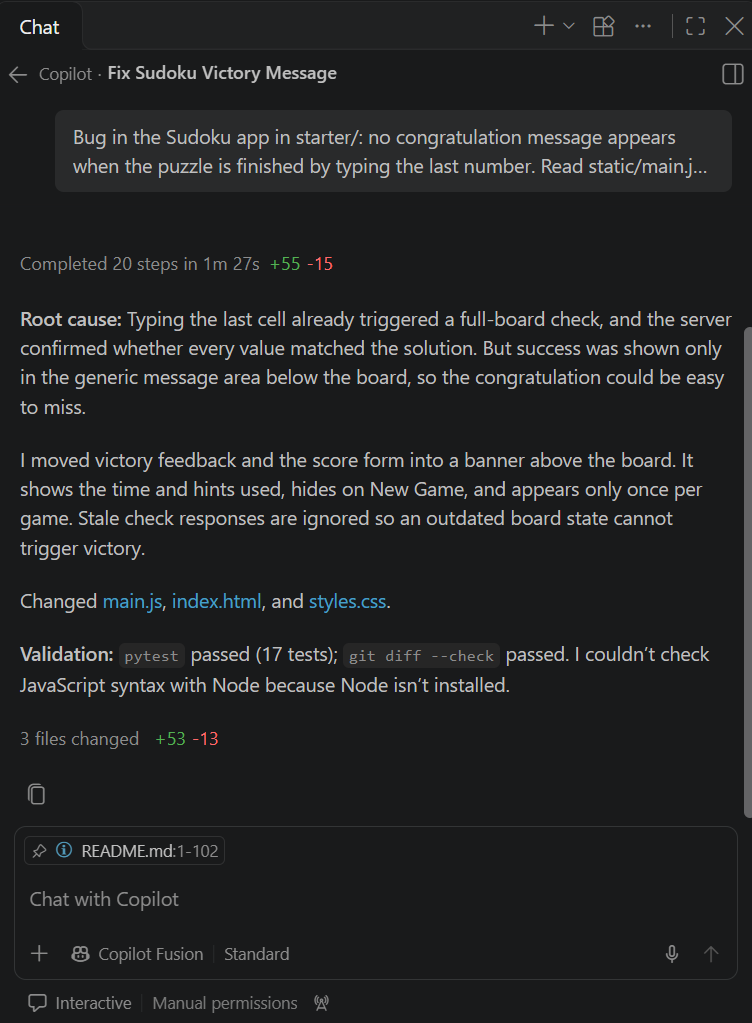 Chat
Copilot · Fix Sudoku Victory Message
Bug in the Sudoku app in starter/: no congratulation message appears
when the puzzle is finished by typing the last number. Read static/main.j...
Completed 20 steps in 1m 27s +55 -15
Root cause: Typing the last cell already triggered a full-board check, and the server
confirmed whether every value matched the solution. But success was shown only
in the generic message area below the board, so the congratulation could be easy
to miss.
I moved victory feedback and the score form into a banner above the board. It
shows the time and hints used, hides on New Game, and appears only once per
game. Stale check responses are ignored so an outdated board state cannot
trigger victory.
Changed main.js, index.html, and styles.css.
Validation: pytest passed (17 tests); git diff --check passed. I couldn’t check
JavaScript syntax with Node because Node isn’t installed.
3 files changed +53 -13
README.md:1-102
Chat with Copilot
Copilot Fusion Standard
Interactive Manual permissions